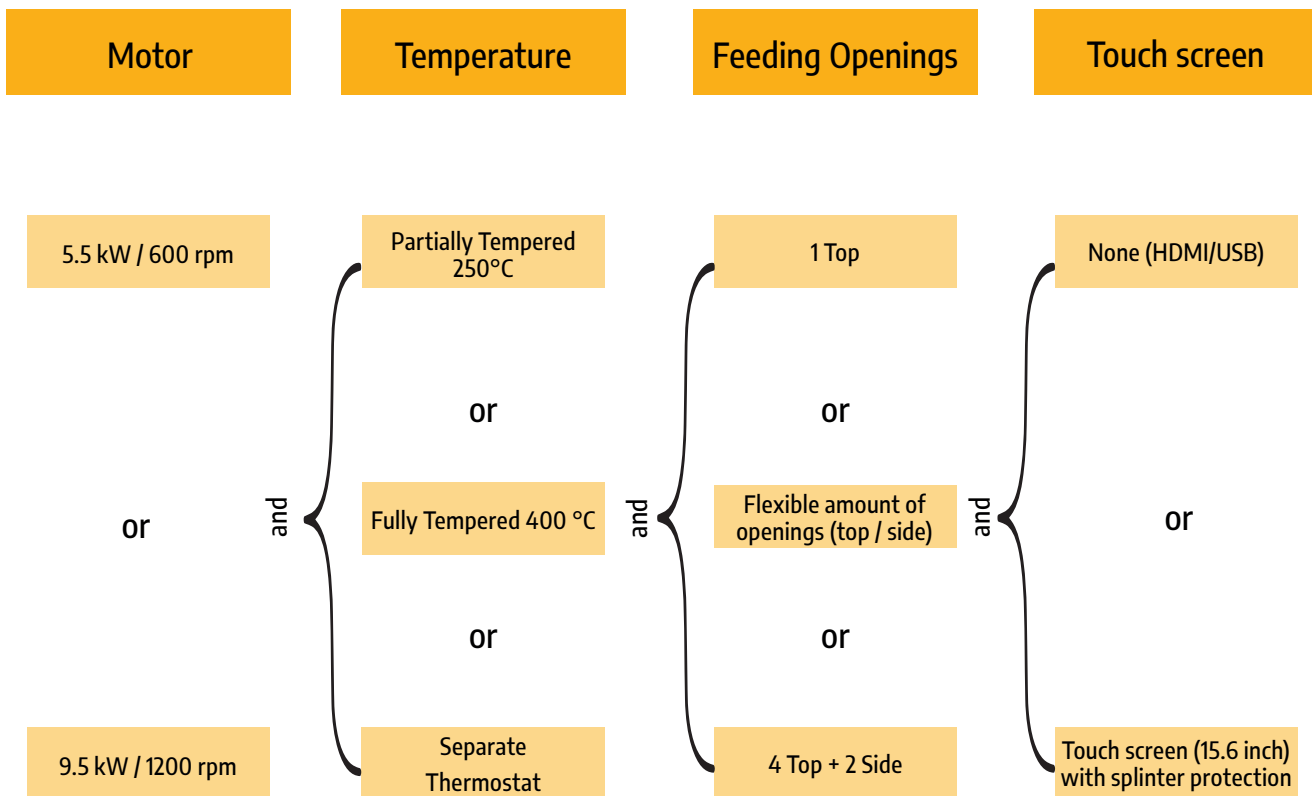 Motor
Temperature
Feeding Openings
Touch screen
5.5 kW / 600 rpm
Partially Tempered
250°C
1 Top
None (HDMI/USB)
or
or
or
and
Fully Tempered 400 °C
and
Flexible amount of
openings (top / side)
and
or
or
or
9.5 kW / 1200 rpm
Separate
Thermostat
4 Top + 2 Side
Touch screen (15.6 inch)
with splinter protection